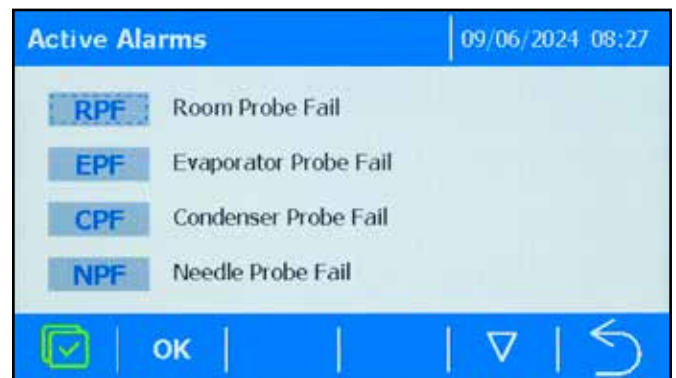 Active Alarms 09/06/2024 08:27
RPF Room Probe Fail
EPF Evaporator Probe Fail
CPF Condenser Probe Fail
NPF Needle Probe Fail
OK